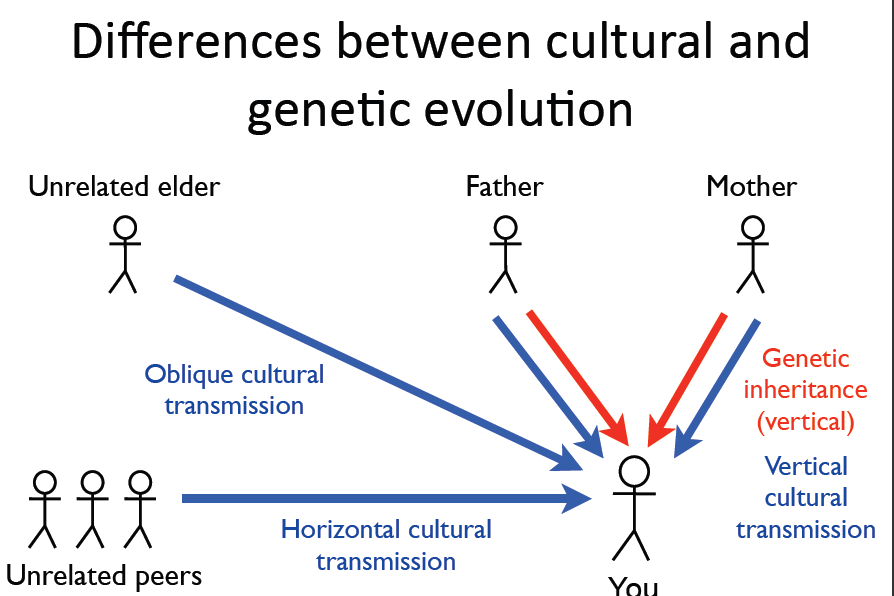 Differences between cultural and
genetic evolution
Unrelated elder
Father
Mother
Oblique cultural
transmission
Genetic
inheritance
(vertical)
Vertical
cultural
transmission
Horizontal cultural
transmission
Unrelated peers
You